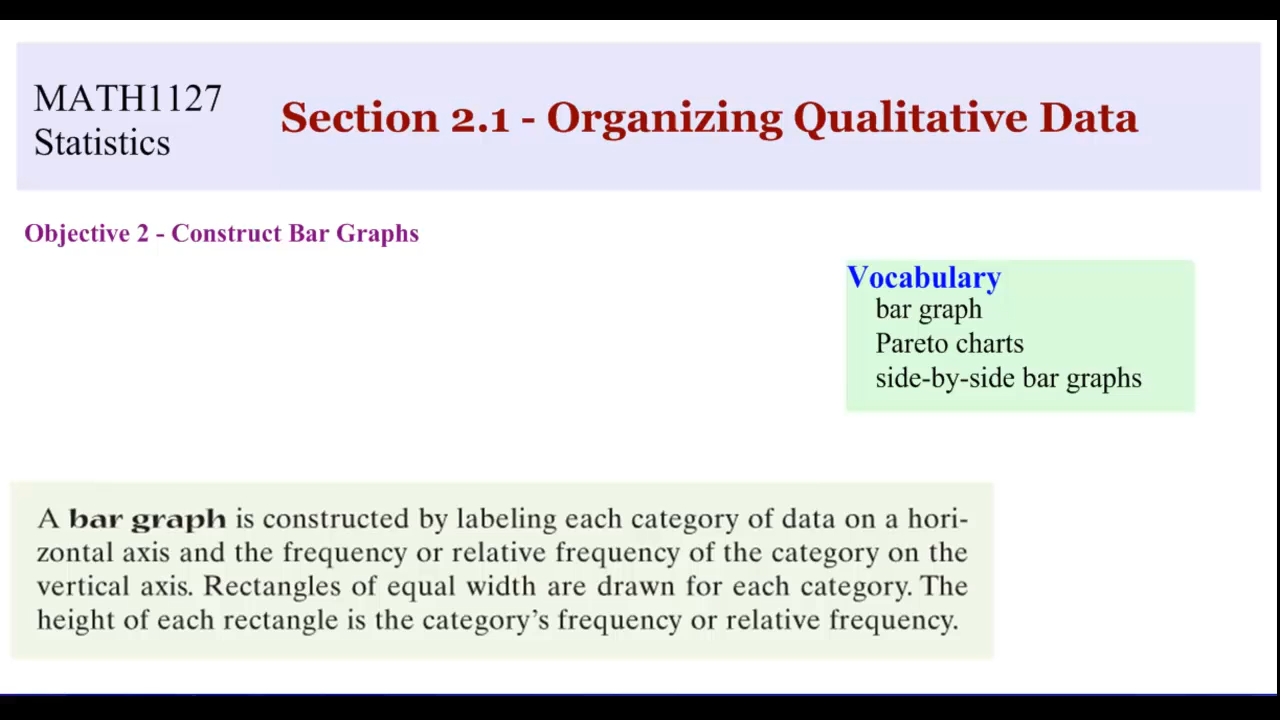 MATH1127
Statistics
Section 2.1 - Organizing Qualitative Data
Objective 2 - Construct Bar Graphs
Vocabulary
bar graph
Pareto charts
side-by-side bar graphs
A bar graph is constructed by labeling each category of data on a hori-
zontal axis and the frequency or relative frequency of the category on the
vertical axis. Rectangles of equal width are drawn for each category. The
height of each rectangle is the category’s frequency or relative frequency.